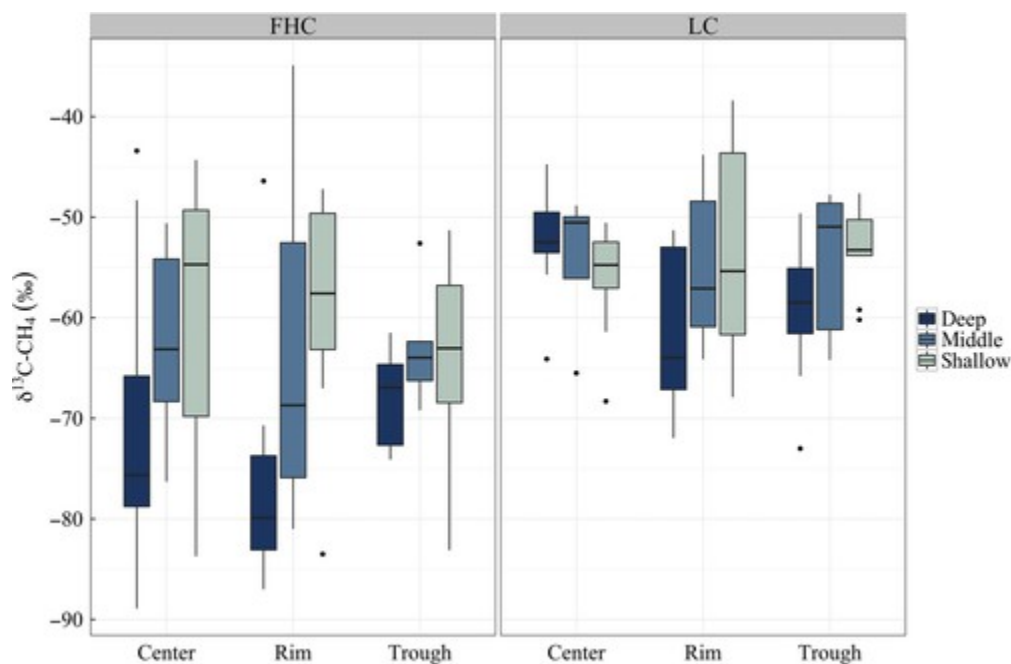 FHC
LC
δ¹³C-CH₄ (‰)
−40
−50
−60
−70
−80
−90
Center
Rim
Trough
Center
Rim
Trough
Deep
Middle
Shallow